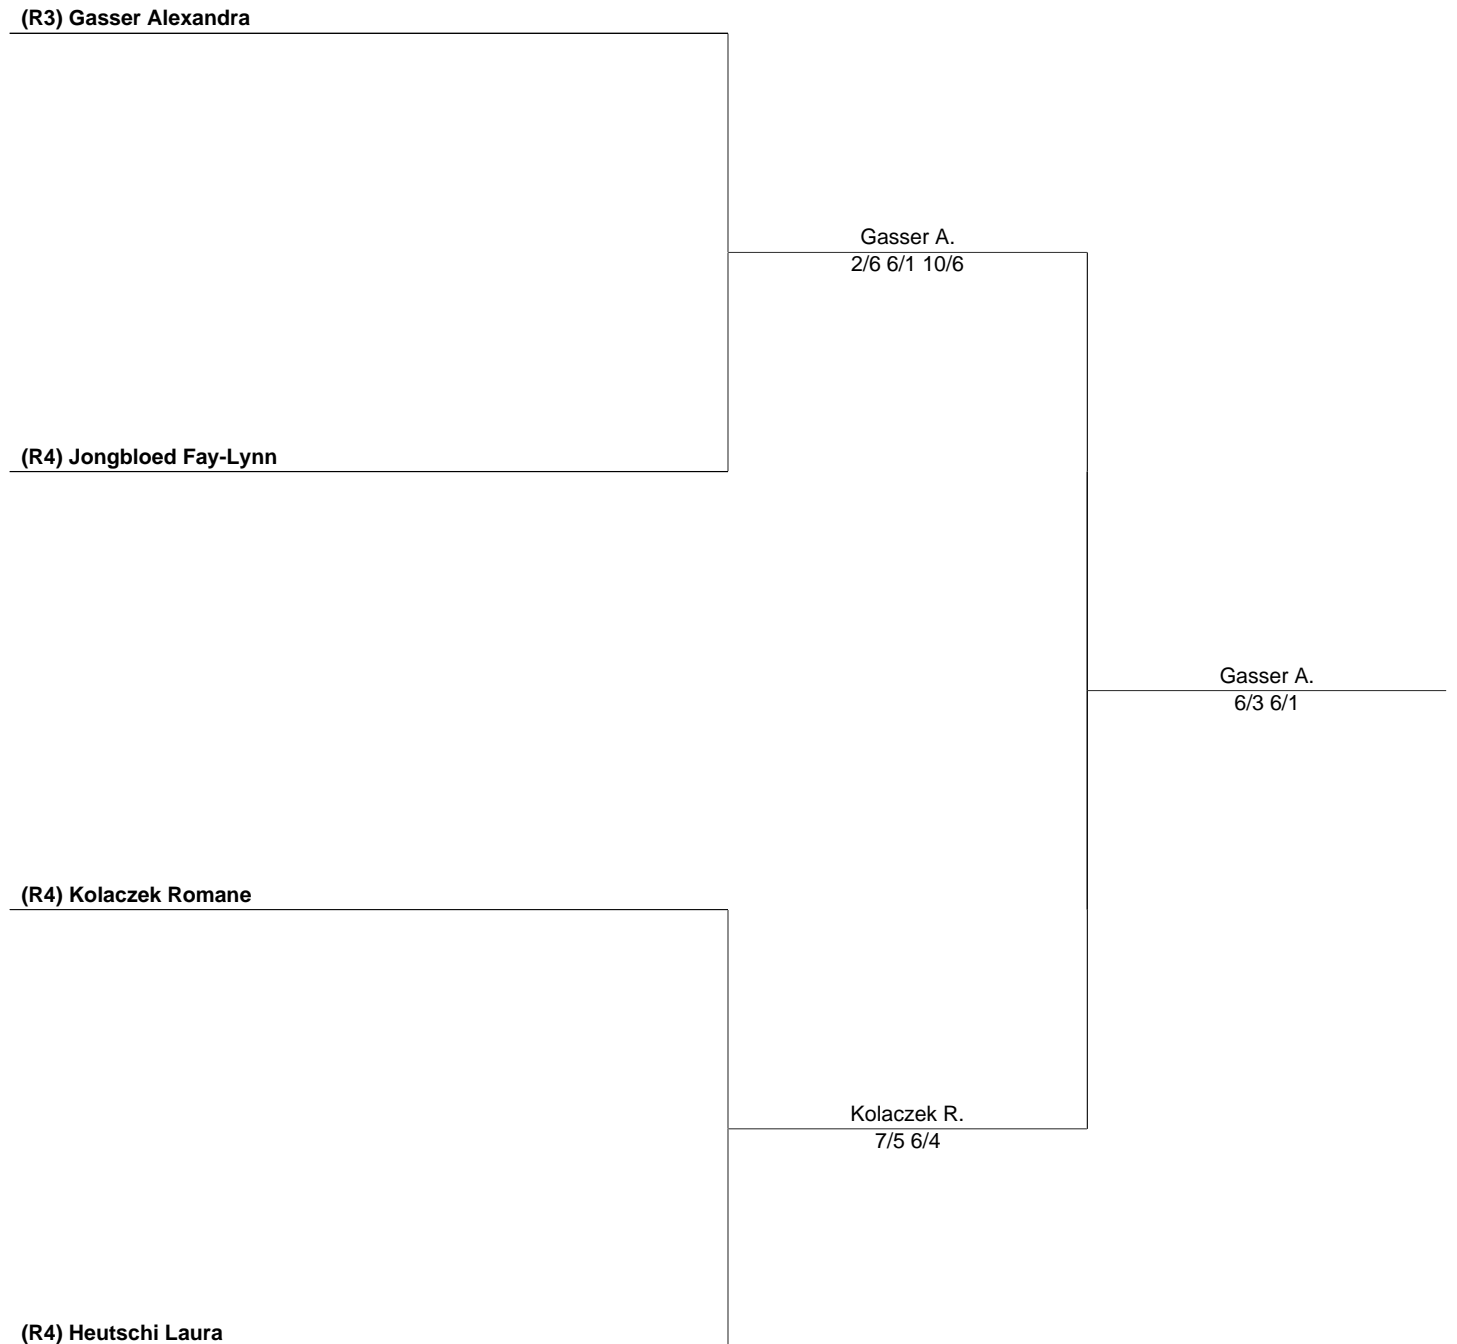 (R3) Gasser Alexandra
Gasser A.
2/6 6/1 10/6
(R4) Jongbloed Fay-Lynn
Gasser A.
6/3 6/1
(R4) Kolaczek Romane
Kolaczek R.
7/5 6/4
(R4) Heutschi Laura